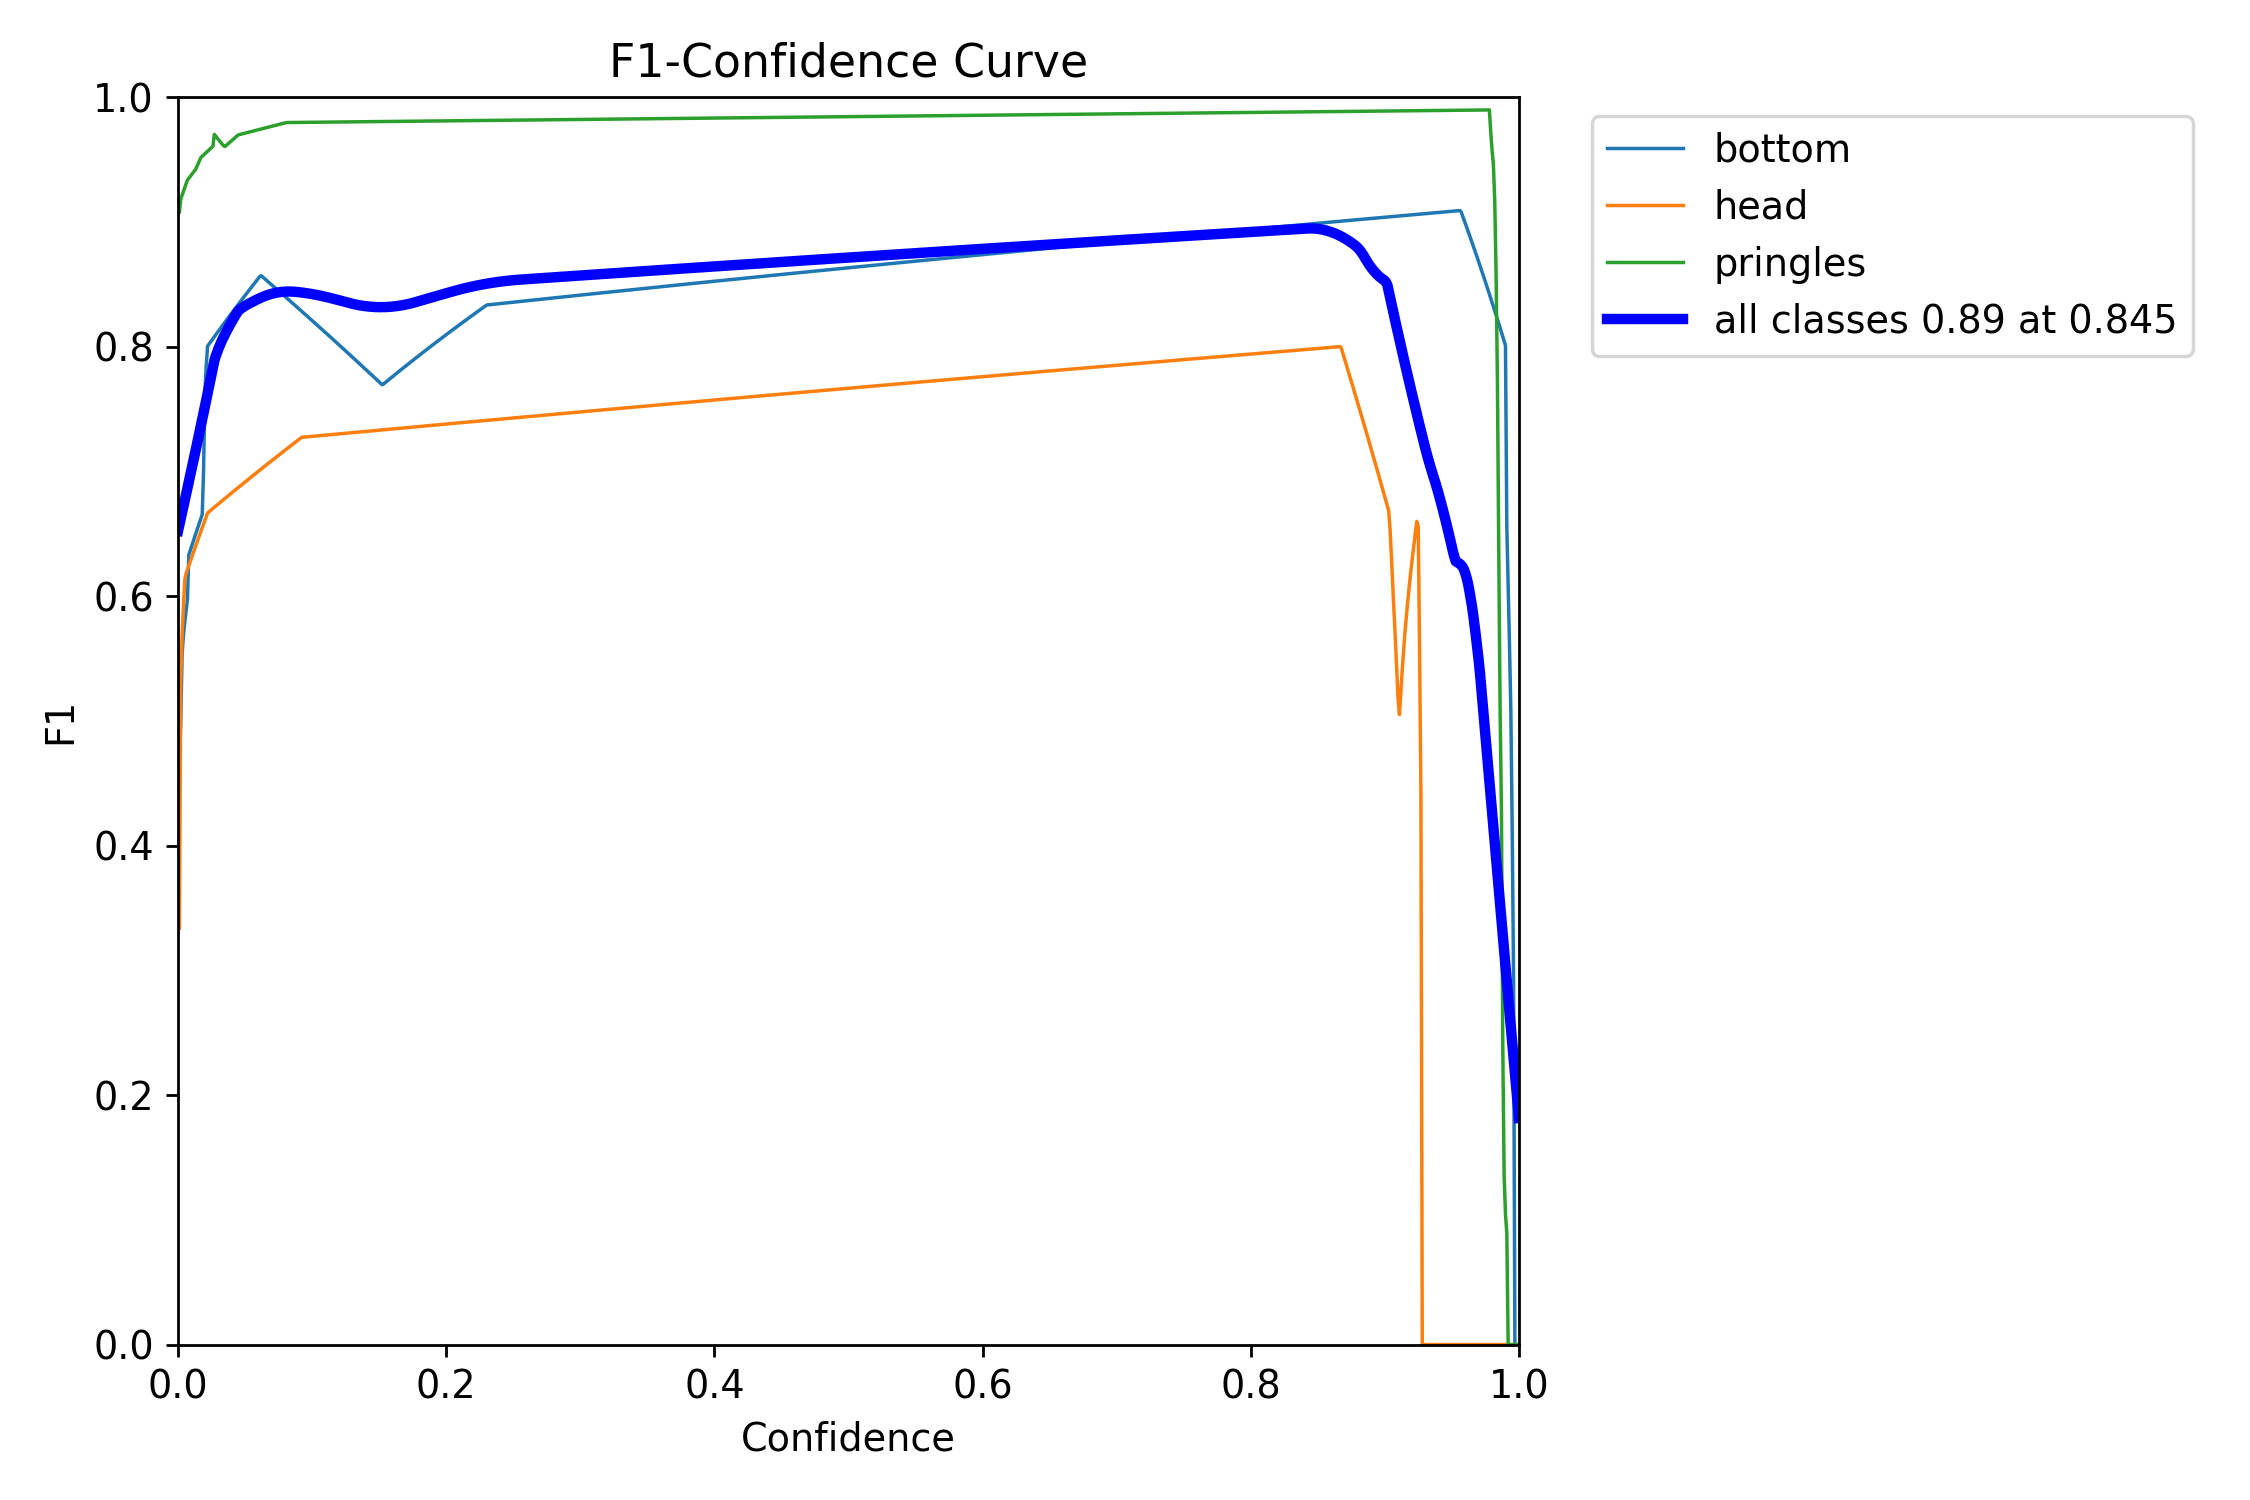 F1-Confidence Curve
1.0
0.8
0.6
0.4
0.2
0.0
F1
0.0 0.2 0.4 0.6 0.8 1.0
Confidence
bottom
head
pringles
all classes 0.89 at 0.845